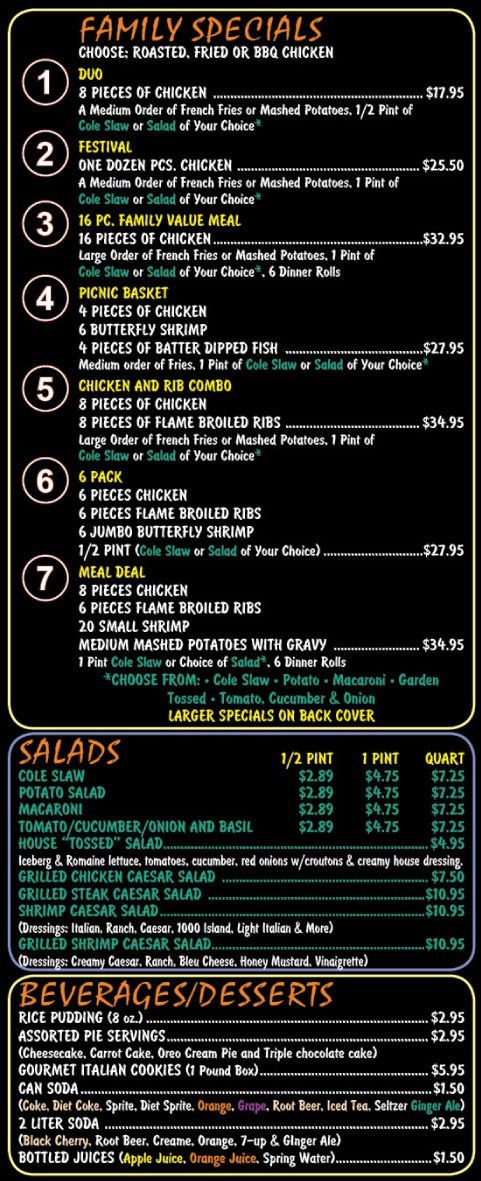 FAMILY SPECIALS
CHOOSE: ROASTED, FRIED OR BBQ CHICKEN
1
DUO
8 PIECES OF CHICKEN ........ $17.95
A Medium Order of French Fries or Mashed Potatoes, 1/2 Pint of
Cole Slaw or Salad of Your Choice*
2
FESTIVAL
ONE DOZEN PCS. CHICKEN ........ $25.50
A Medium Order of French Fries or Mashed Potatoes, 1 Pint of
Cole Slaw or Salad of Your Choice*
3
16 PC. FAMILY VALUE MEAL
16 PIECES OF CHICKEN ........ $32.95
Large Order of French Fries or Mashed Potatoes, 1 Pint of
Cole Slaw or Salad of Your Choice*, 6 Dinner Rolls
4
PICNIC BASKET
4 PIECES OF CHICKEN
6 BUTTERFLY SHRIMP
4 PIECES OF BATTER DIPPED FISH ........ $27.95
Medium order of Fries, 1 Pint of Cole Slaw or Salad of Your Choice*
5
CHICKEN AND RIB COMBO
8 PIECES OF CHICKEN
8 PIECES OF FLAME BROILED RIBS ........ $34.95
Large Order of French Fries or Mashed Potatoes, 1 Pint of
Cole Slaw or Salad of Your Choice*
6
6 PACK
6 PIECES CHICKEN
6 PIECES FLAME BROILED RIBS
6 JUMBO BUTTERFLY SHRIMP
1/2 PINT (Cole Slaw or Salad of Your Choice) ........ $27.95
7
MEAL DEAL
8 PIECES CHICKEN
6 PIECES FLAME BROILED RIBS
20 SMALL SHRIMP
MEDIUM MASHED POTATOES WITH GRAVY ........ $34.95
1 Pint Cole Slaw or Choice of Salad*, 6 Dinner Rolls
*CHOOSE FROM: • Cole Slaw • Potato • Macaroni • Garden
Tossed • Tomato, Cucumber & Onion
LARGER SPECIALS ON BACK COVER
SALADS 1/2 PINT 1 PINT QUART
COLE SLAW $2.89 $4.75 $7.25
POTATO SALAD $2.89 $4.75 $7.25
MACARONI $2.89 $4.75 $7.25
TOMATO/CUCUMBER/ONION AND BASIL $2.89 $4.75 $7.25
HOUSE "TOSSED" SALAD ........ $4.95
Iceberg & Romaine lettuce, tomatoes, cucumber, red onions w/croutons & creamy house dressing.
GRILLED CHICKEN CAESAR SALAD ........ $7.50
GRILLED STEAK CAESAR SALAD ........ $10.95
SHRIMP CAESAR SALAD ........ $10.95
(Dressings: Italian, Ranch, Caesar, 1000 Island, Light Italian & More)
GRILLED SHRIMP CAESAR SALAD ........ $10.95
(Dressings: Creamy Caesar, Ranch, Bleu Cheese, Honey Mustard, Vinaigrette)
BEVERAGES/DESSERTS
RICE PUDDING (8 oz.) ........ $2.95
ASSORTED PIE SERVINGS ........ $2.95
(Cheesecake, Carrot Cake, Oreo Cream Pie and Triple chocolate cake)
GOURMET ITALIAN COOKIES (1 Pound Box) ........ $5.95
CAN SODA ........ $1.50
(Coke, Diet Coke, Sprite, Diet Sprite, Orange, Grape, Root Beer, Iced Tea, Seltzer Ginger Ale)
2 LITER SODA ........ $2.95
(Black Cherry, Root Beer, Creame, Orange, 7-up & GInger Ale)
BOTTLED JUICES (Apple Juice, Orange Juice, Spring Water) ........ $1.50